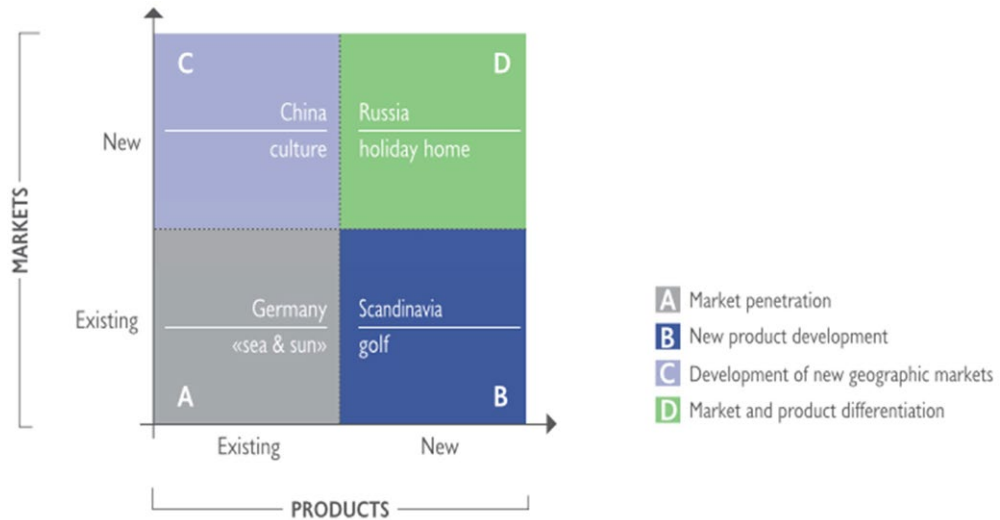 C
D
China
Russia
New
culture
holiday home
MARKETS
Germany
Scandinavia
Existing
«sea & sun»
golf
A
B
Existing
New
PRODUCTS
A Market penetration
B New product development
C Development of new geographic markets
D Market and product differentiation